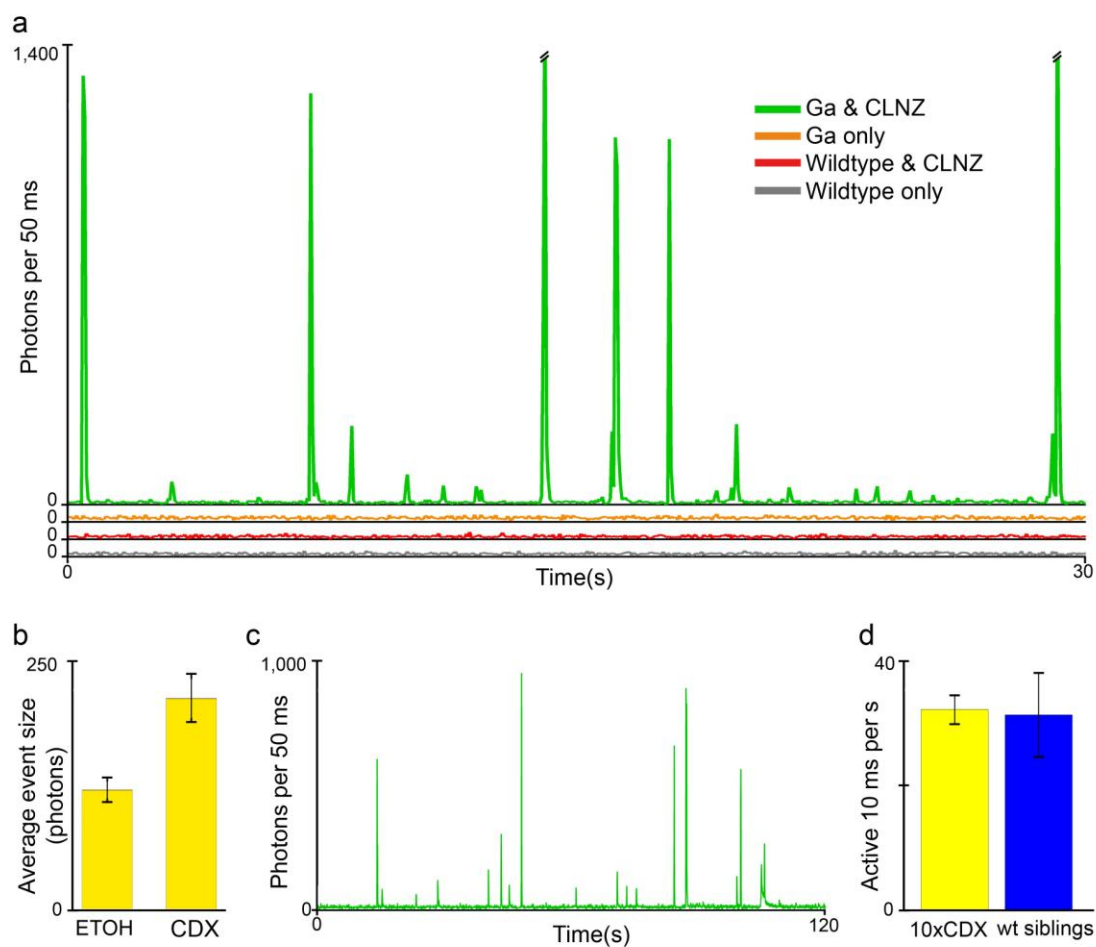 a
1,400
Photons per 50 ms
Ga & CLNZ
Ga only
Wildtype & CLNZ
Wildtype only
0
0
0
0
0
Time(s)
30
b
250
Average event size
(photons)
0
ETOH
CDX
c
1,000
Photons per 50 ms
0
0
Time(s)
120
d
40
Active 10 ms per s
0
10xCDX
wt siblings